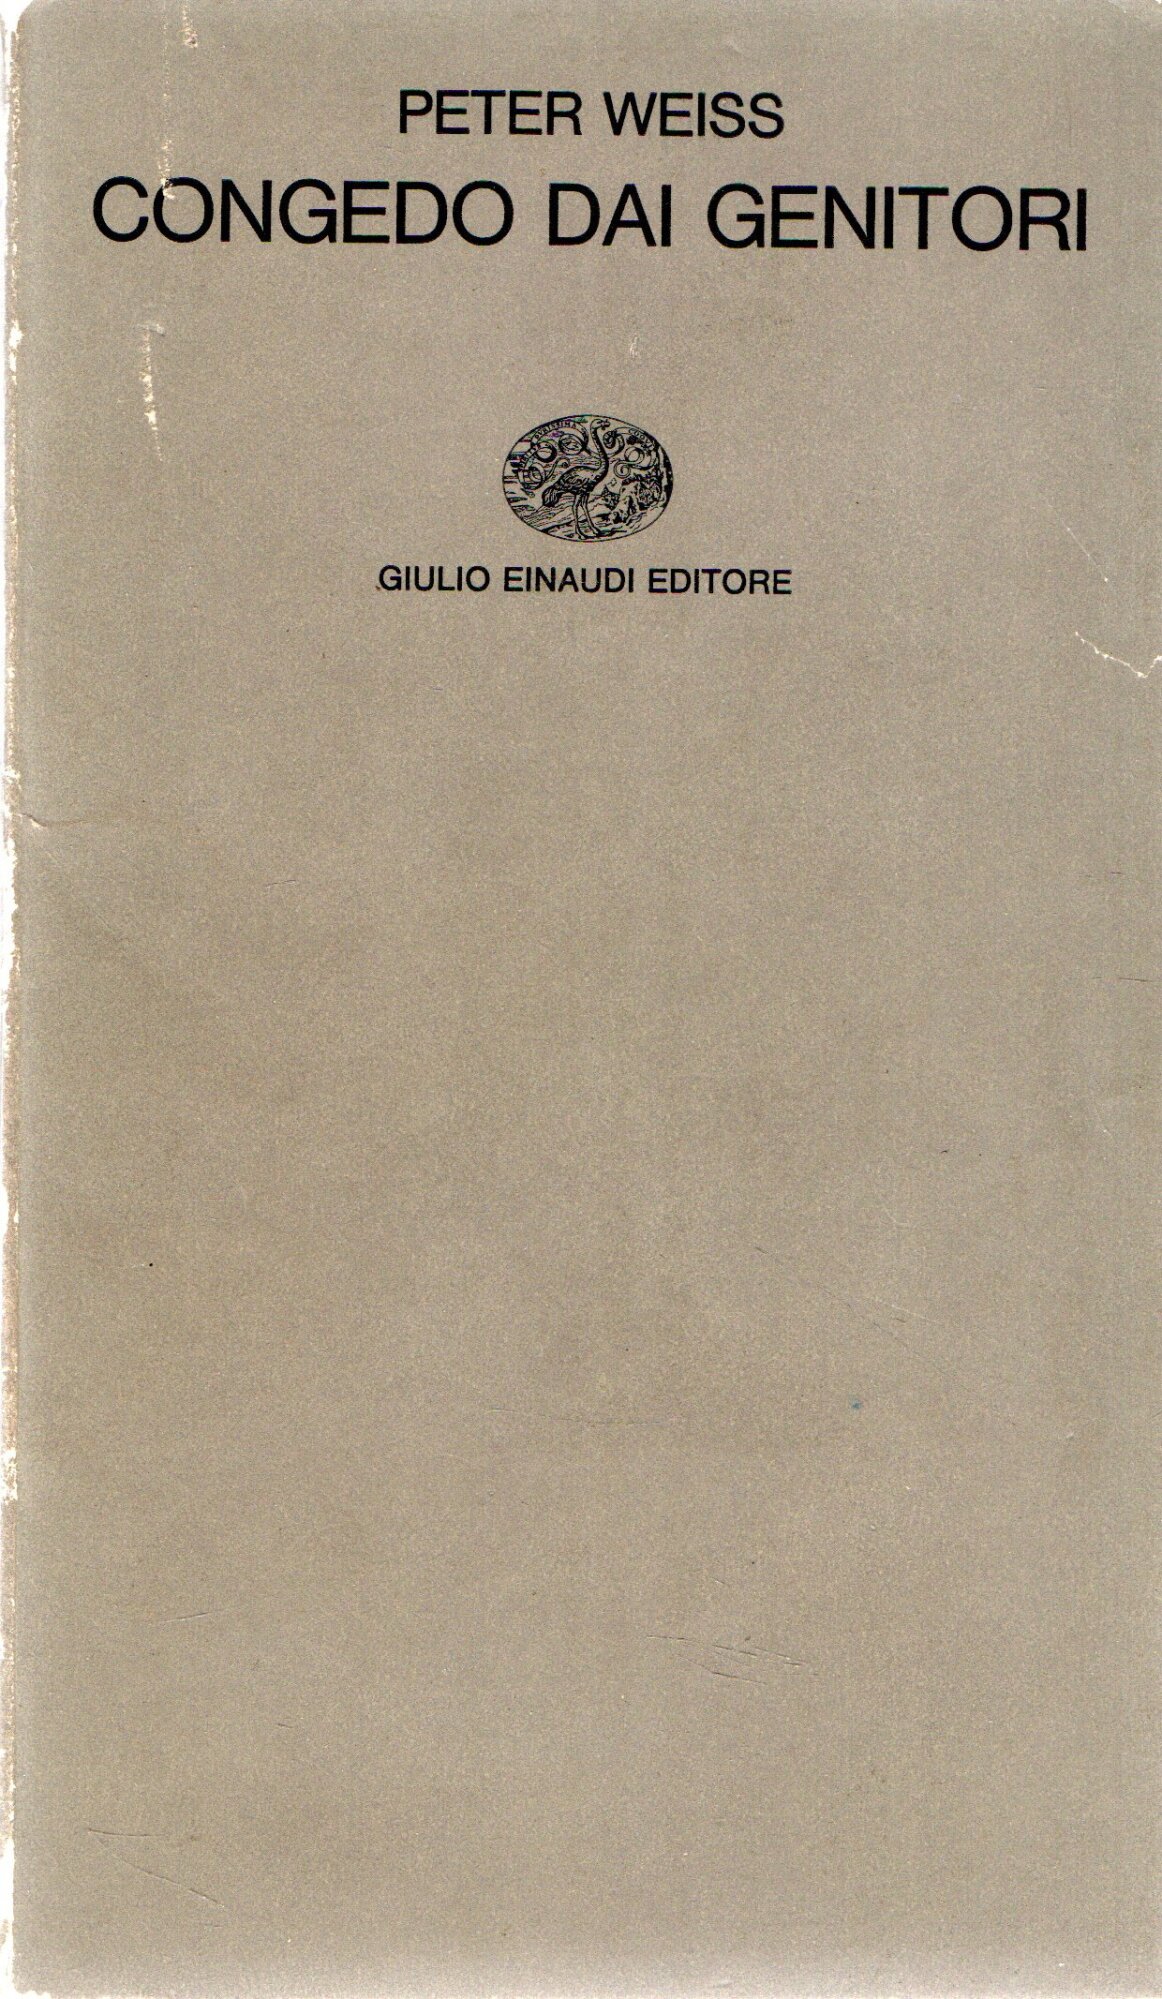 PETER WEISS
CONGEDO DAI GENITORI
GIULIO EINAUDI EDITORE